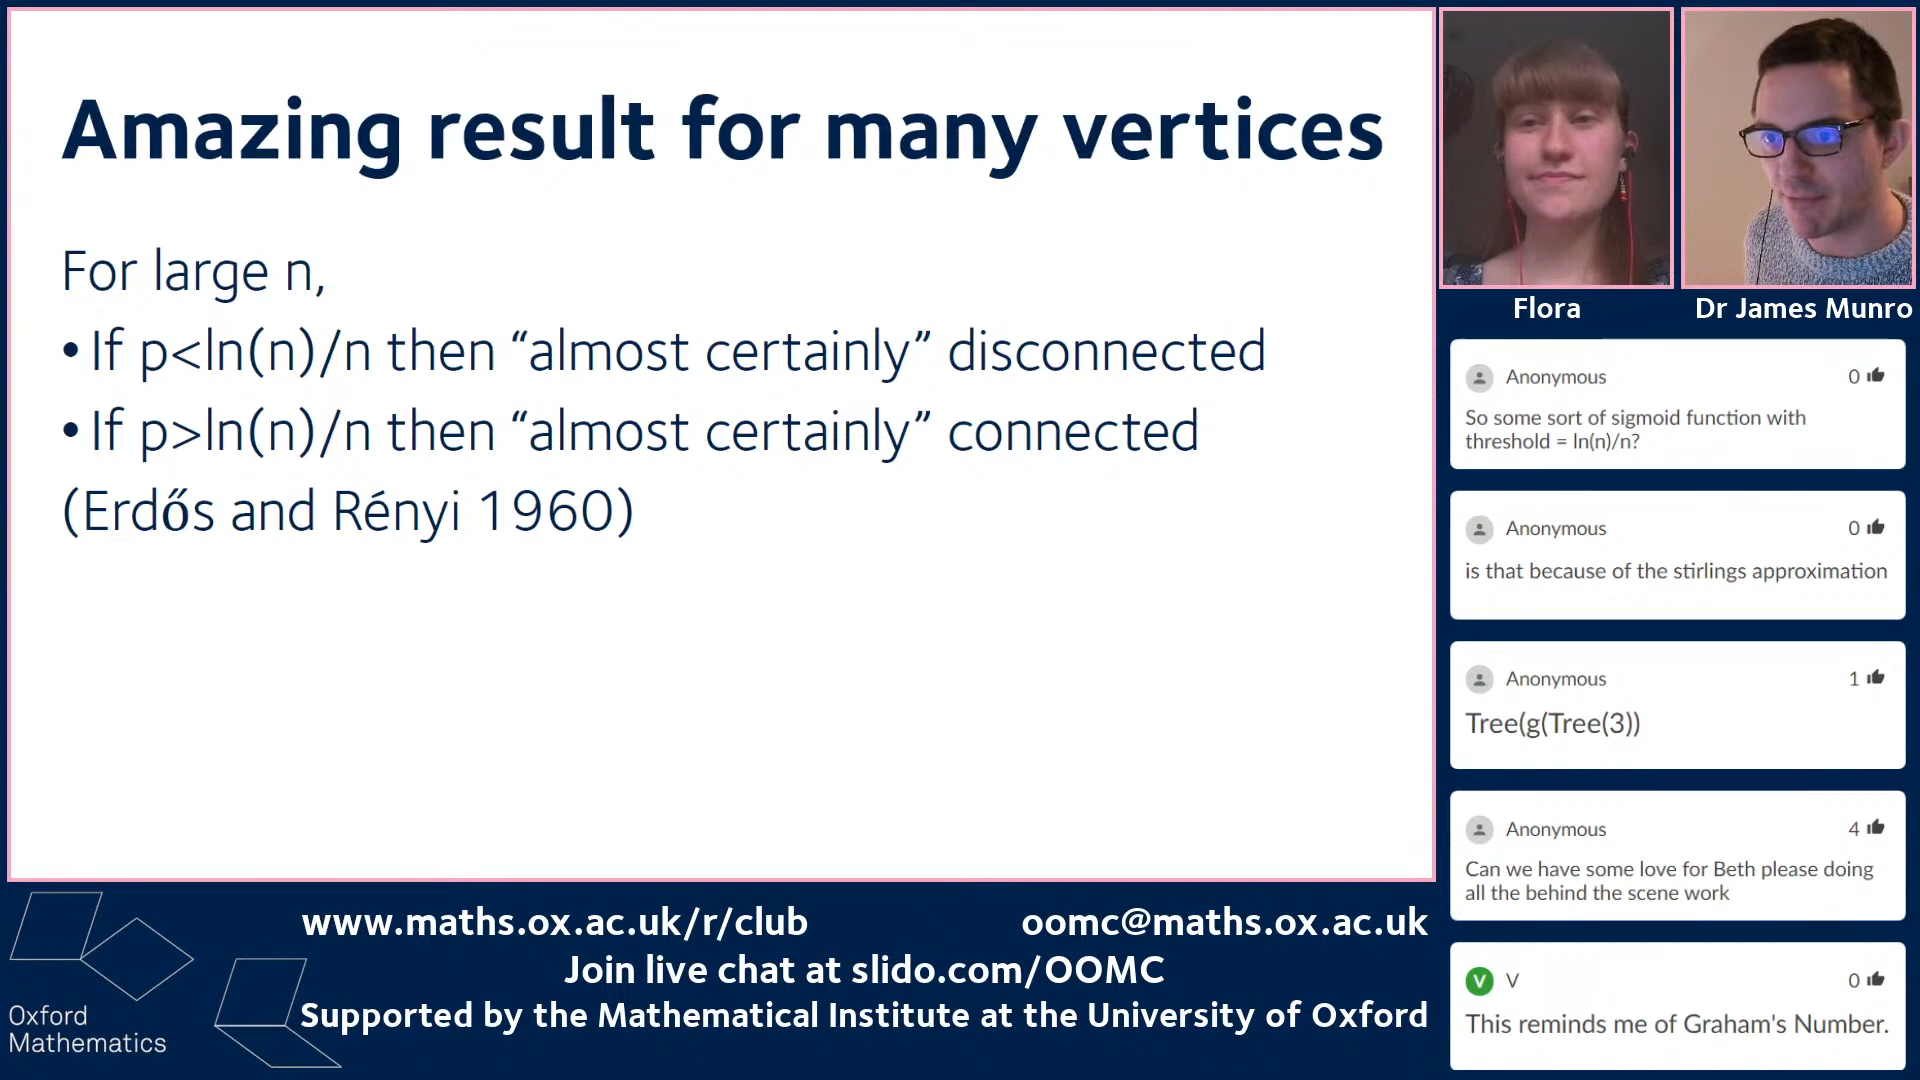 Amazing result for many vertices
For large n,
•If p<ln(n)/n then “almost certainly” disconnected
•If p>ln(n)/n then “almost certainly” connected
(Erdős and Rényi 1960)
Flora
Dr James Munro
Anonymous
0
So some sort of sigmoid function with
threshold = ln(n)/n?
Anonymous
0
is that because of the stirlings approximation
Anonymous
1
Tree(g(Tree(3))
Anonymous
4
Can we have some love for Beth please doing
all the behind the scene work
V
V
0
This reminds me of Graham's Number.
Oxford
Mathematics
www.maths.ox.ac.uk/r/club
oomc@maths.ox.ac.uk
Join live chat at slido.com/OOMC
Supported by the Mathematical Institute at the University of Oxford